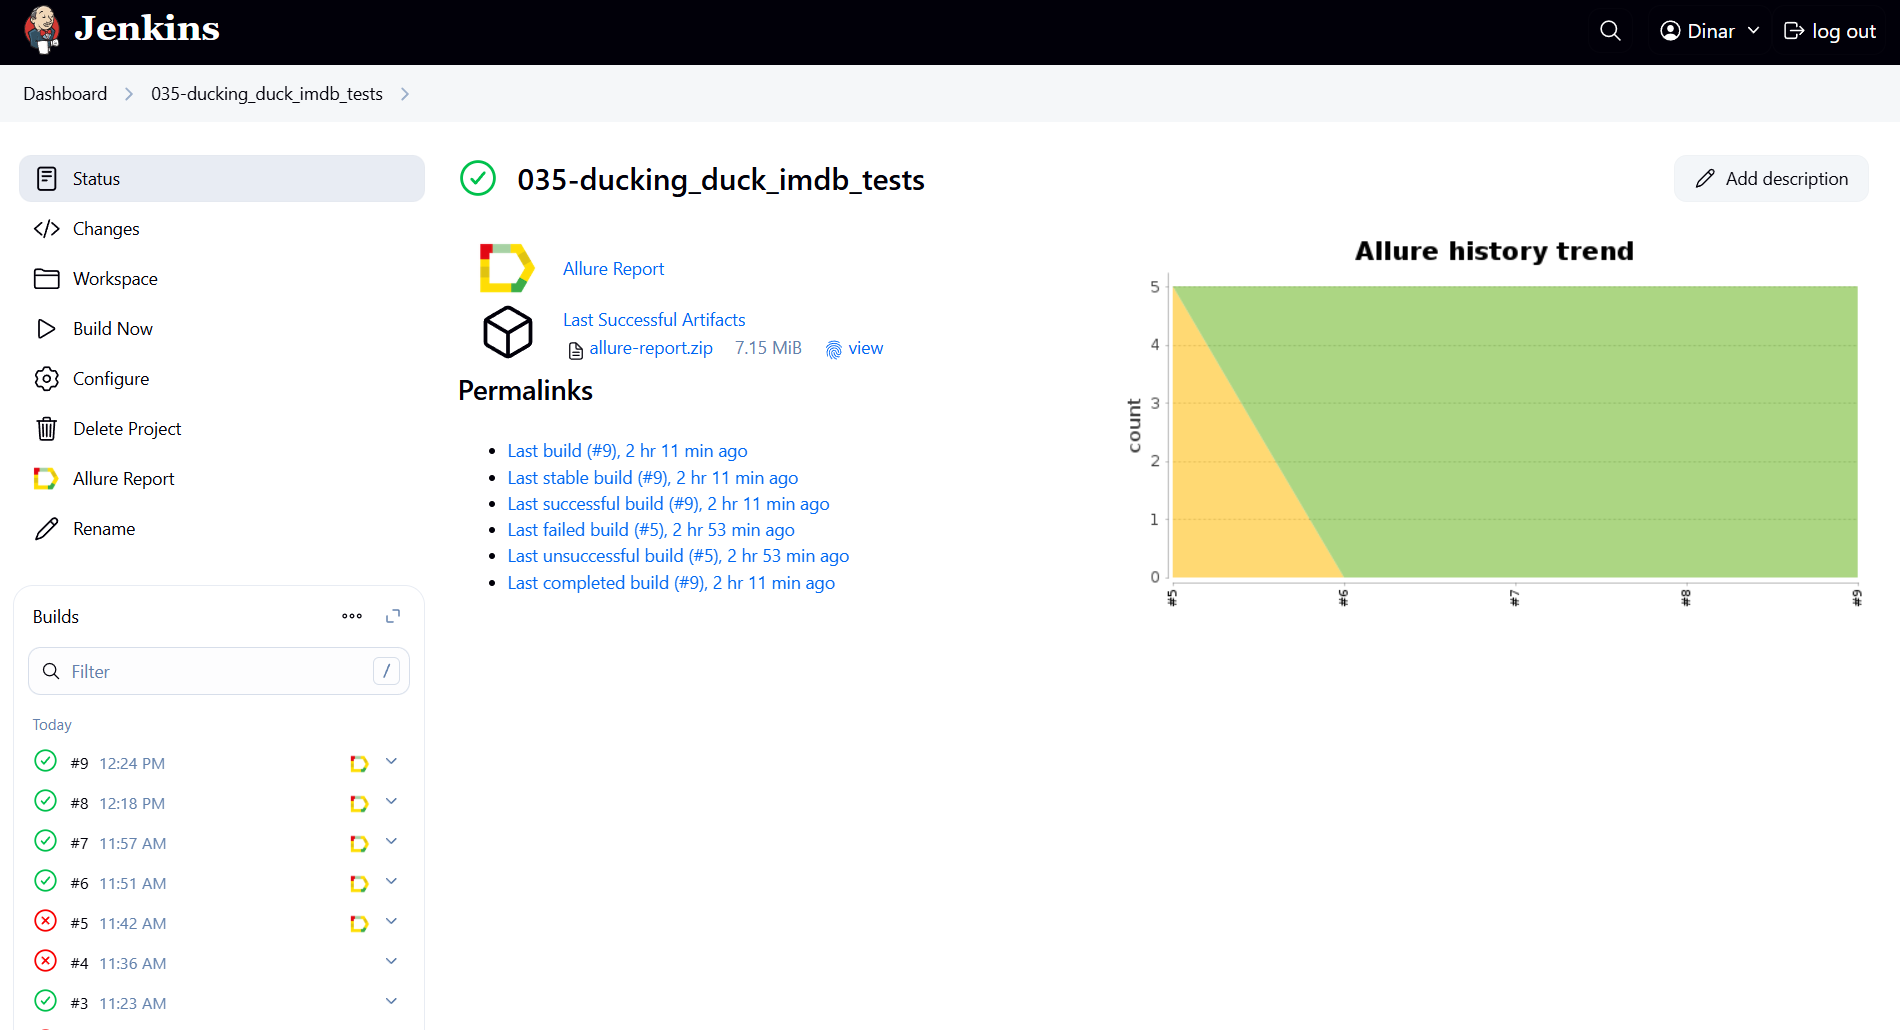 Jenkins
Dinar
log out
Dashboard
035-ducking_duck_imdb_tests
Status
Changes
Workspace
Build Now
Configure
Delete Project
Allure Report
Rename
Builds
Filter
/
Today
#9 12:24 PM
#8 12:18 PM
#7 11:57 AM
#6 11:51 AM
#5 11:42 AM
#4 11:36 AM
#3 11:23 AM
035-ducking_duck_imdb_tests
Add description
Allure Report
Last Successful Artifacts
allure-report.zip 7.15 MiB view
Permalinks
Last build (#9), 2 hr 11 min ago
Last stable build (#9), 2 hr 11 min ago
Last successful build (#9), 2 hr 11 min ago
Last failed build (#5), 2 hr 53 min ago
Last unsuccessful build (#5), 2 hr 53 min ago
Last completed build (#9), 2 hr 11 min ago
Allure history trend
count
5
4
3
2
1
0
#5
#6
#7
#8
#9